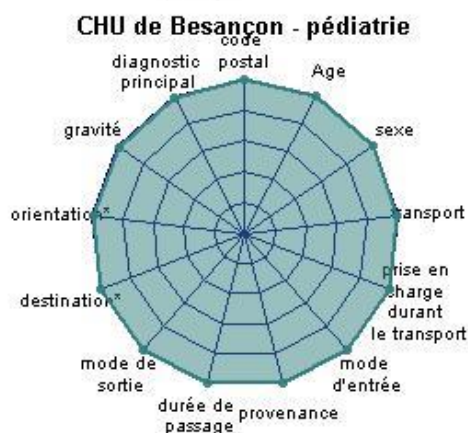 CHU de Besançon - pédiatrie
code
postal
Age
sexe
transport
prise en
charge
durant
le transport
mode
d'entrée
provenance
durée de
passage
mode de
sortie
destination*
orientation*
gravité
diagnostic
principal